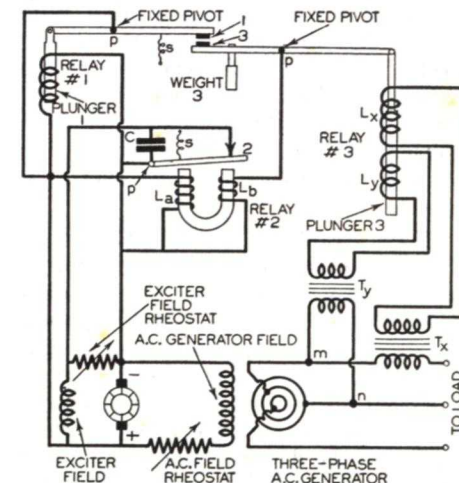 FIXED PIVOT
1
3
FIXED PIVOT
p
S
p
RELAY
#1
WEIGHT
3
PLUNGER
1
RELAY
#3
Lx
C
S
2
Ly
p
La
Lb
RELAY
#2
PLUNGER 3
Ty
EXCITER
FIELD
RHEOSTAT
A.C. GENERATOR FIELD
Tx
m
−
n
TO LOAD
+
EXCITER
FIELD
A.C. FIELD
RHEOSTAT
THREE-PHASE
A.C. GENERATOR